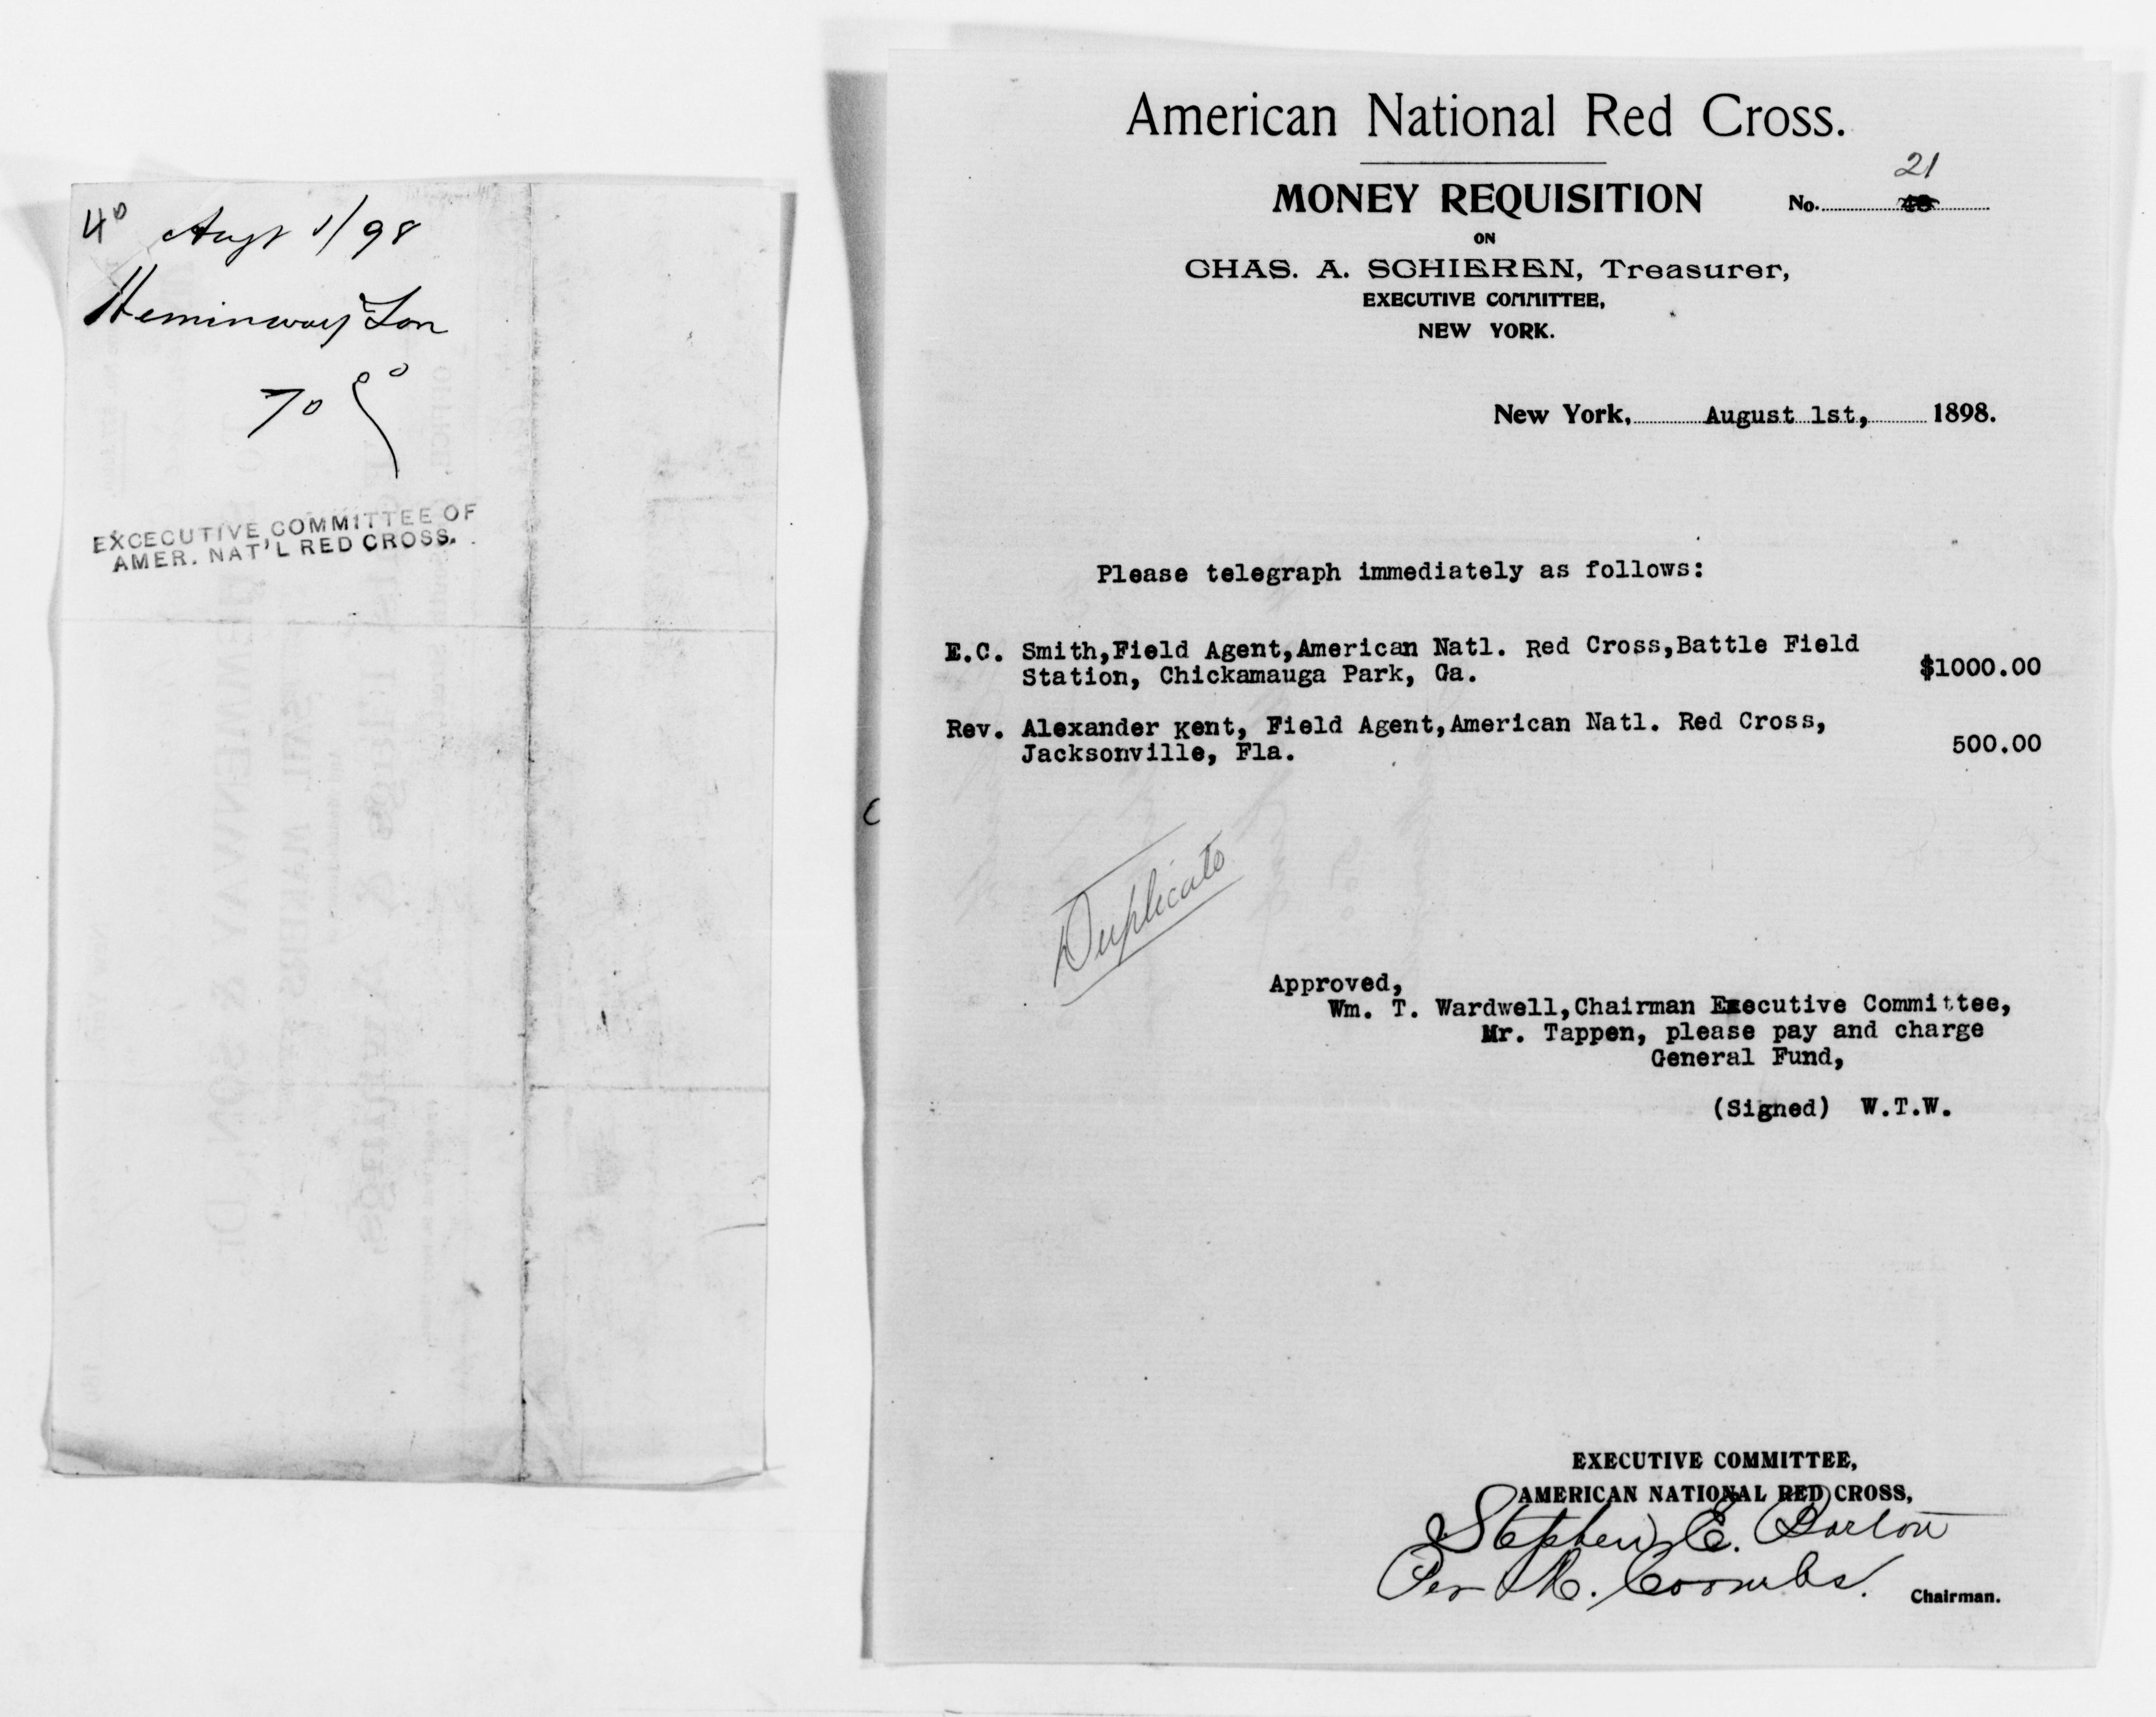 4⁰ Augt 1/98
Heminway & Son
70 00
EXCECUTIVE COMMITTEE OF
AMER. NAT'L RED CROSS.
American National Red Cross.
21
MONEY REQUISITION No.
ON
CHAS. A. SCHIEREN, Treasurer,
EXECUTIVE COMMITTEE,
NEW YORK.
New York, August 1st, 1898.
Please telegraph immediately as follows:
E.C. Smith,Field Agent,American Natl. Red Cross,Battle Field
Station, Chickamauga Park, Ga. $1000.00
Rev. Alexander Kent, Field Agent,American Natl. Red Cross,
Jacksonville, Fla. 500.00
Duplicate
Approved,
Wm. T. Wardwell,Chairman Executive Committee,
Mr. Tappen, please pay and charge
General Fund,
(Signed) W.T.W.
EXECUTIVE COMMITTEE,
AMERICAN NATIONAL RED CROSS,
Stephen E. Barton
Per M. Coombs.
Chairman.